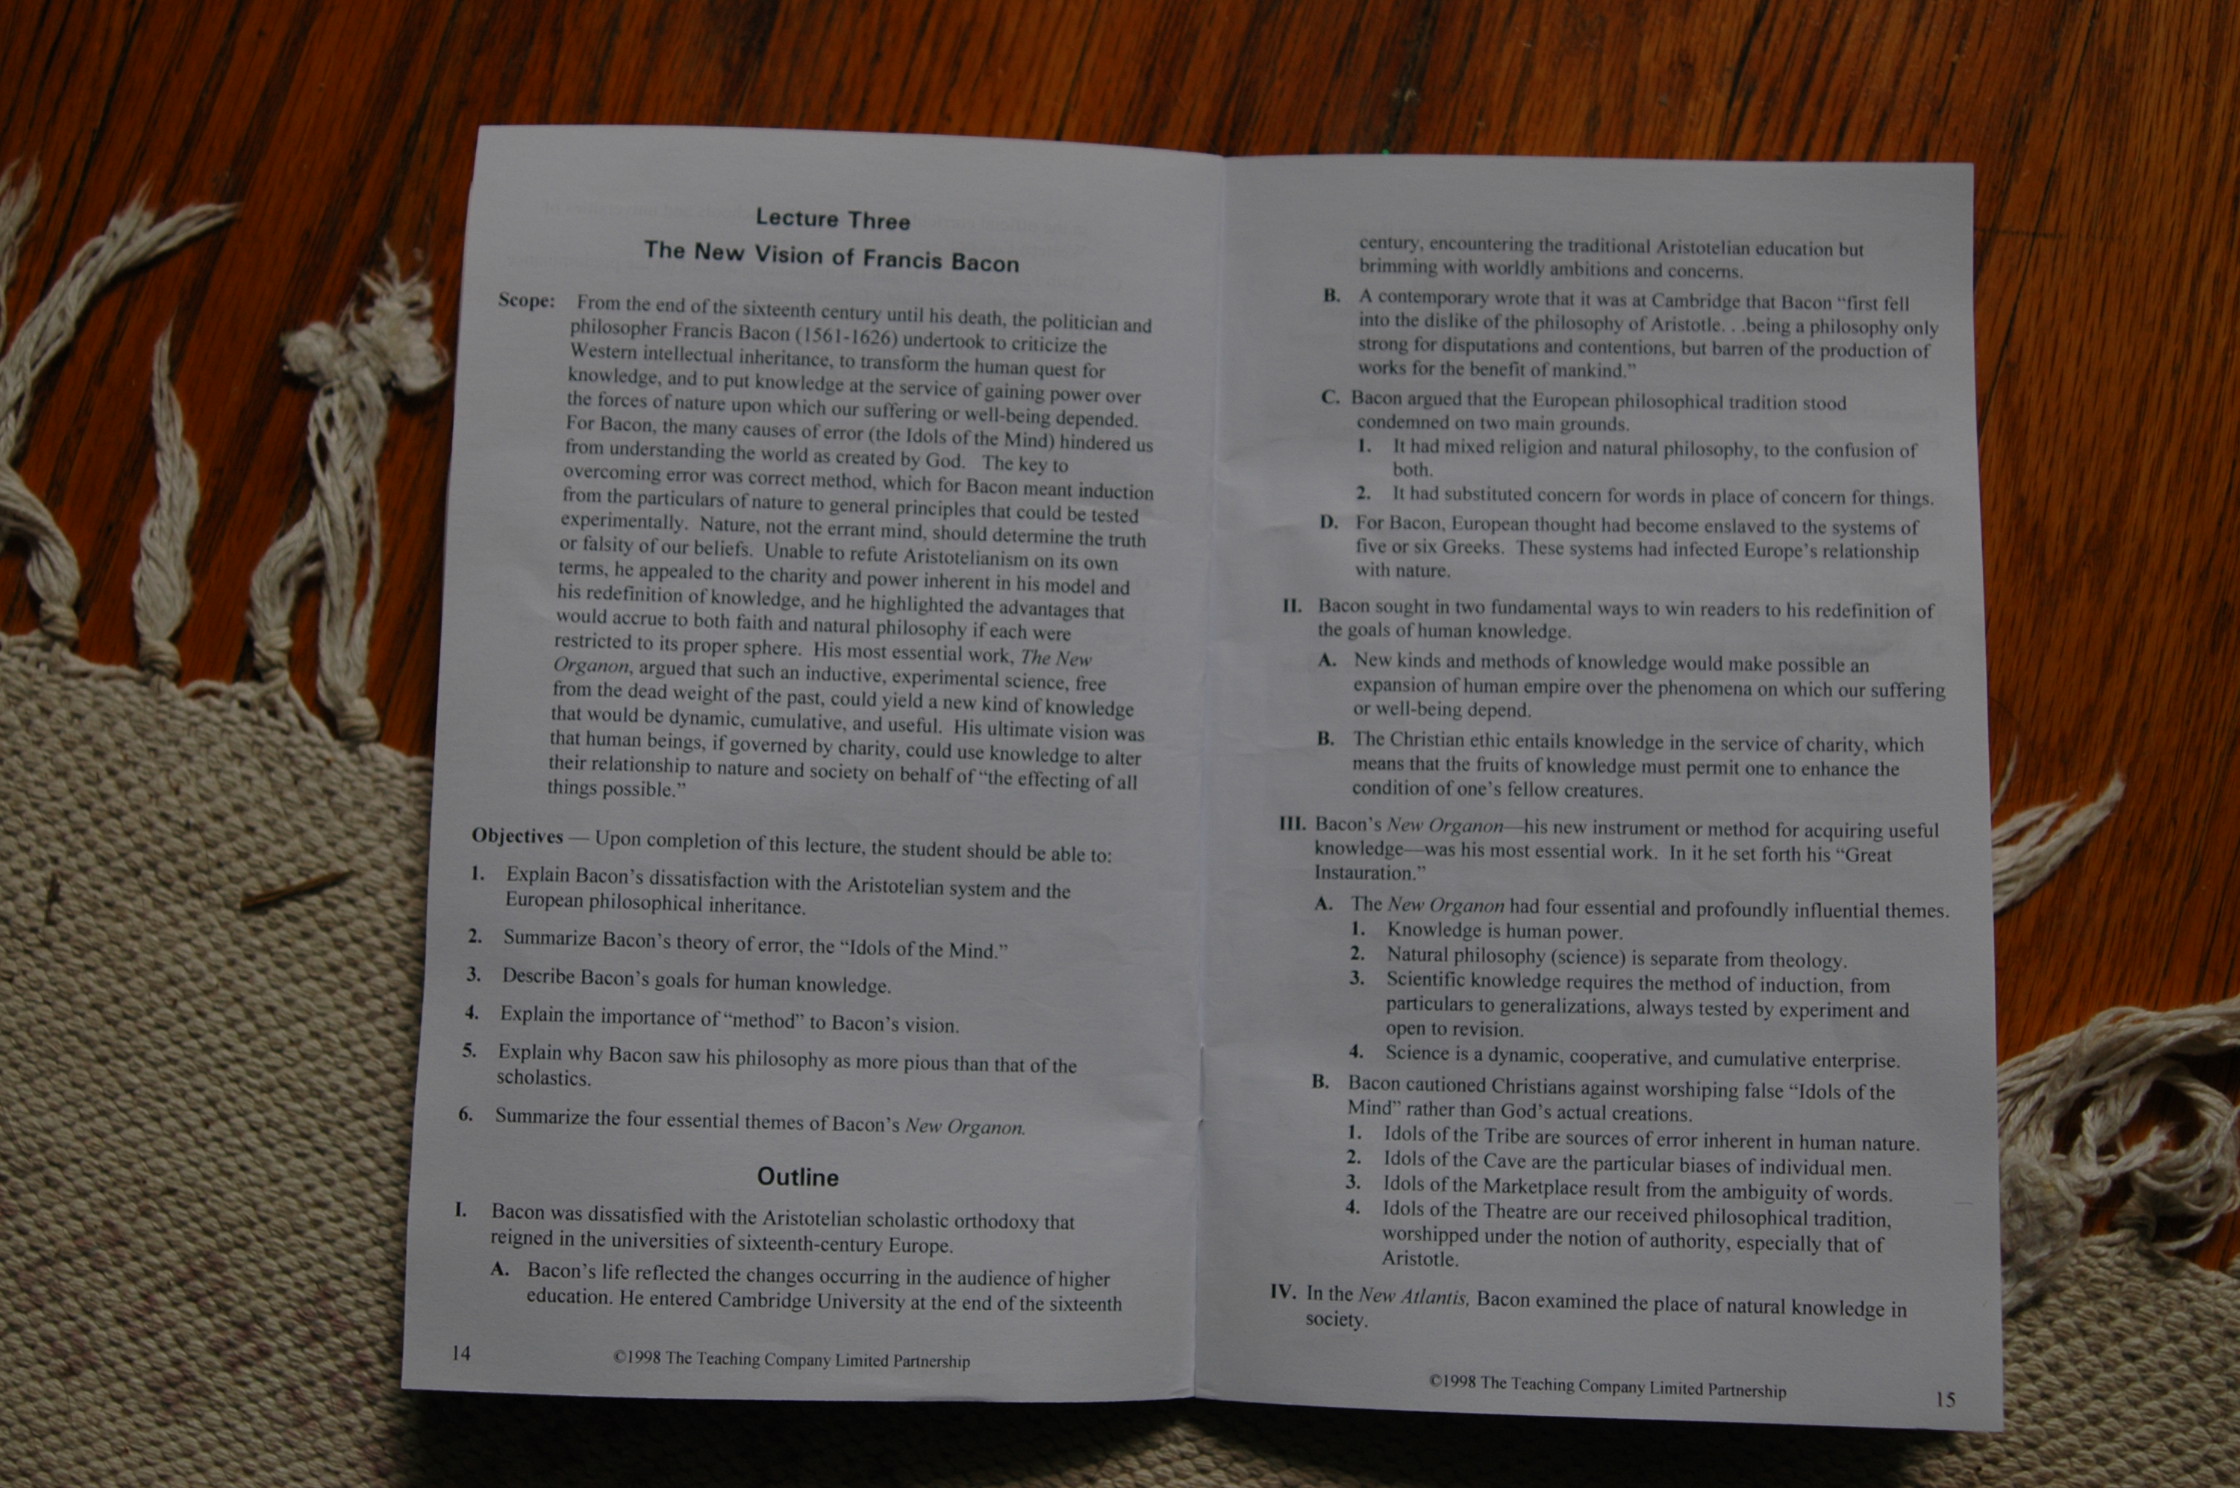 Lecture Three
The New Vision of Francis Bacon
Scope: From the end of the sixteenth century until his death, the politician and
philosopher Francis Bacon (1561-1626) undertook to criticize the
Western intellectual inheritance, to transform the human quest for
knowledge, and to put knowledge at the service of gaining power over
the forces of nature upon which our suffering or well-being depended.
For Bacon, the many causes of error (the Idols of the Mind) hindered us
from understanding the world as created by God. The key to
overcoming error was correct method, which for Bacon meant induction
from the particulars of nature to general principles that could be tested
experimentally. Nature, not the errant mind, should determine the truth
or falsity of our beliefs. Unable to refute Aristotelianism on its own
terms, he appealed to the charity and power inherent in his model and
his redefinition of knowledge, and he highlighted the advantages that
would accrue to both faith and natural philosophy if each were
restricted to its proper sphere. His most essential work, The New
Organon, argued that such an inductive, experimental science, free
from the dead weight of the past, could yield a new kind of knowledge
that would be dynamic, cumulative, and useful. His ultimate vision was
that human beings, if governed by charity, could use knowledge to alter
their relationship to nature and society on behalf of “the effecting of all
things possible.”
Objectives — Upon completion of this lecture, the student should be able to:
1. Explain Bacon’s dissatisfaction with the Aristotelian system and the
European philosophical inheritance.
2. Summarize Bacon’s theory of error, the “Idols of the Mind.”
3. Describe Bacon’s goals for human knowledge.
4. Explain the importance of “method” to Bacon’s vision.
5. Explain why Bacon saw his philosophy as more pious than that of the
scholastics.
6. Summarize the four essential themes of Bacon’s New Organon.
Outline
I. Bacon was dissatisfied with the Aristotelian scholastic orthodoxy that
reigned in the universities of sixteenth-century Europe.
A. Bacon’s life reflected the changes occurring in the audience of higher
education. He entered Cambridge University at the end of the sixteenth
14
©1998 The Teaching Company Limited Partnership
century, encountering the traditional Aristotelian education but
brimming with worldly ambitions and concerns.
B. A contemporary wrote that it was at Cambridge that Bacon “first fell
into the dislike of the philosophy of Aristotle. . .being a philosophy only
strong for disputations and contentions, but barren of the production of
works for the benefit of mankind.”
C. Bacon argued that the European philosophical tradition stood
condemned on two main grounds.
1. It had mixed religion and natural philosophy, to the confusion of
both.
2. It had substituted concern for words in place of concern for things.
D. For Bacon, European thought had become enslaved to the systems of
five or six Greeks. These systems had infected Europe’s relationship
with nature.
II. Bacon sought in two fundamental ways to win readers to his redefinition of
the goals of human knowledge.
A. New kinds and methods of knowledge would make possible an
expansion of human empire over the phenomena on which our suffering
or well-being depend.
B. The Christian ethic entails knowledge in the service of charity, which
means that the fruits of knowledge must permit one to enhance the
condition of one’s fellow creatures.
III. Bacon’s New Organon—his new instrument or method for acquiring useful
knowledge—was his most essential work. In it he set forth his “Great
Instauration.”
A. The New Organon had four essential and profoundly influential themes.
1. Knowledge is human power.
2. Natural philosophy (science) is separate from theology.
3. Scientific knowledge requires the method of induction, from
particulars to generalizations, always tested by experiment and
open to revision.
4. Science is a dynamic, cooperative, and cumulative enterprise.
B. Bacon cautioned Christians against worshiping false “Idols of the
Mind” rather than God’s actual creations.
1. Idols of the Tribe are sources of error inherent in human nature.
2. Idols of the Cave are the particular biases of individual men.
3. Idols of the Marketplace result from the ambiguity of words.
4. Idols of the Theatre are our received philosophical tradition,
worshipped under the notion of authority, especially that of
Aristotle.
IV. In the New Atlantis, Bacon examined the place of natural knowledge in
society.
©1998 The Teaching Company Limited Partnership
15